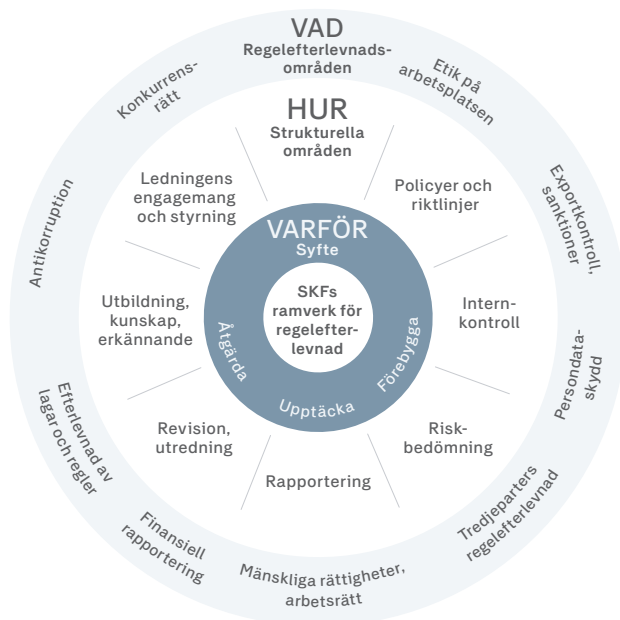 VAD
Regelefterlevnads-
områden
Etik på
arbetsplatsen
Exportkontroll,
sanktioner
Persondata-
skydd
Tredjeparters
regelefterlevnad
Mänskliga rättigheter,
arbetsrätt
Finansiell
rapportering
Efterlevnad av
lagar och regler
Antikorruption
Konkurrens-
rätt
HUR
Strukturella
områden
Policyer och
riktlinjer
Intern-
kontroll
Risk-
bedömning
Rapportering
Revision,
utredning
Utbildning,
kunskap,
erkännande
Ledningens
engagemang
och styrning
VARFÖR
Syfte
Förebygga
Upptäcka
Åtgärda
SKFs
ramverk för
regelefter-
levnad